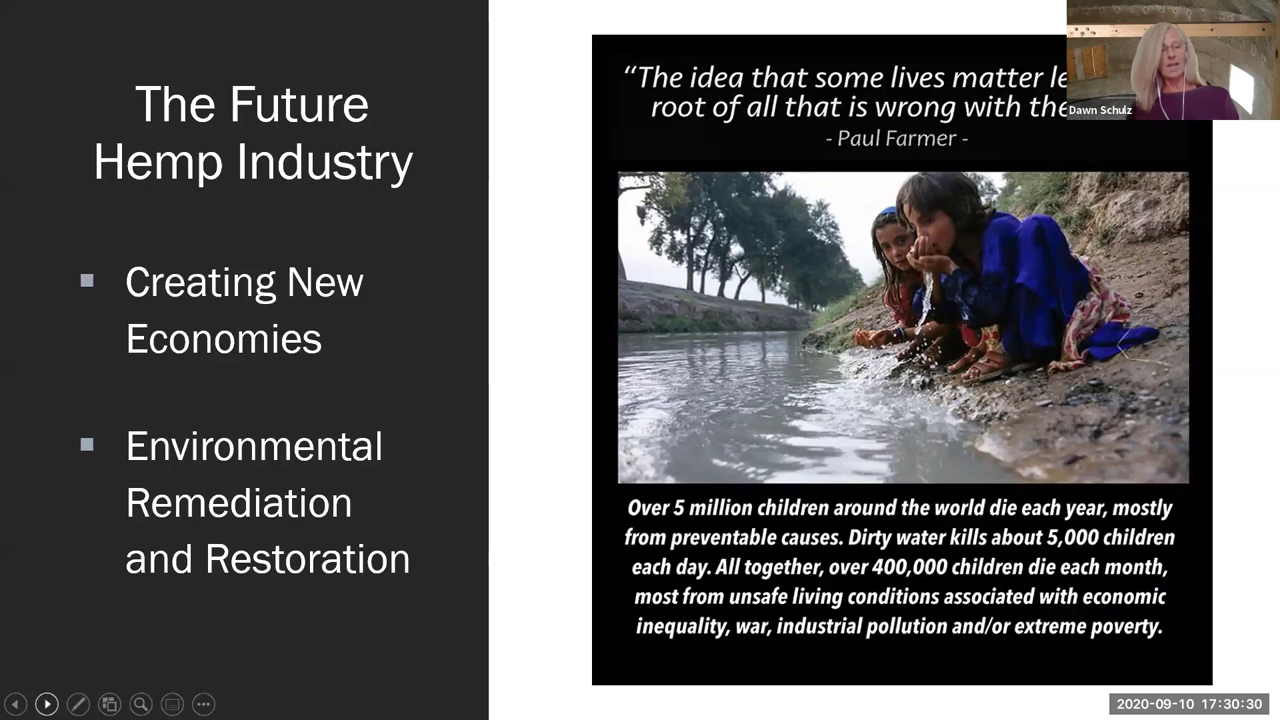 The Future
Hemp Industry
Creating New
Economies
Environmental
Remediation
and Restoration
“The idea that some lives matter
root of all that is wrong with the
- Paul Farmer -
Dawn Schulz
Over 5 million children around the world die each year, mostly
from preventable causes. Dirty water kills about 5,000 children
each day. All together, over 400,000 children die each month,
most from unsafe living conditions associated with economic
inequality, war, industrial pollution and/or extreme poverty.
2020-09-10 17:30:30